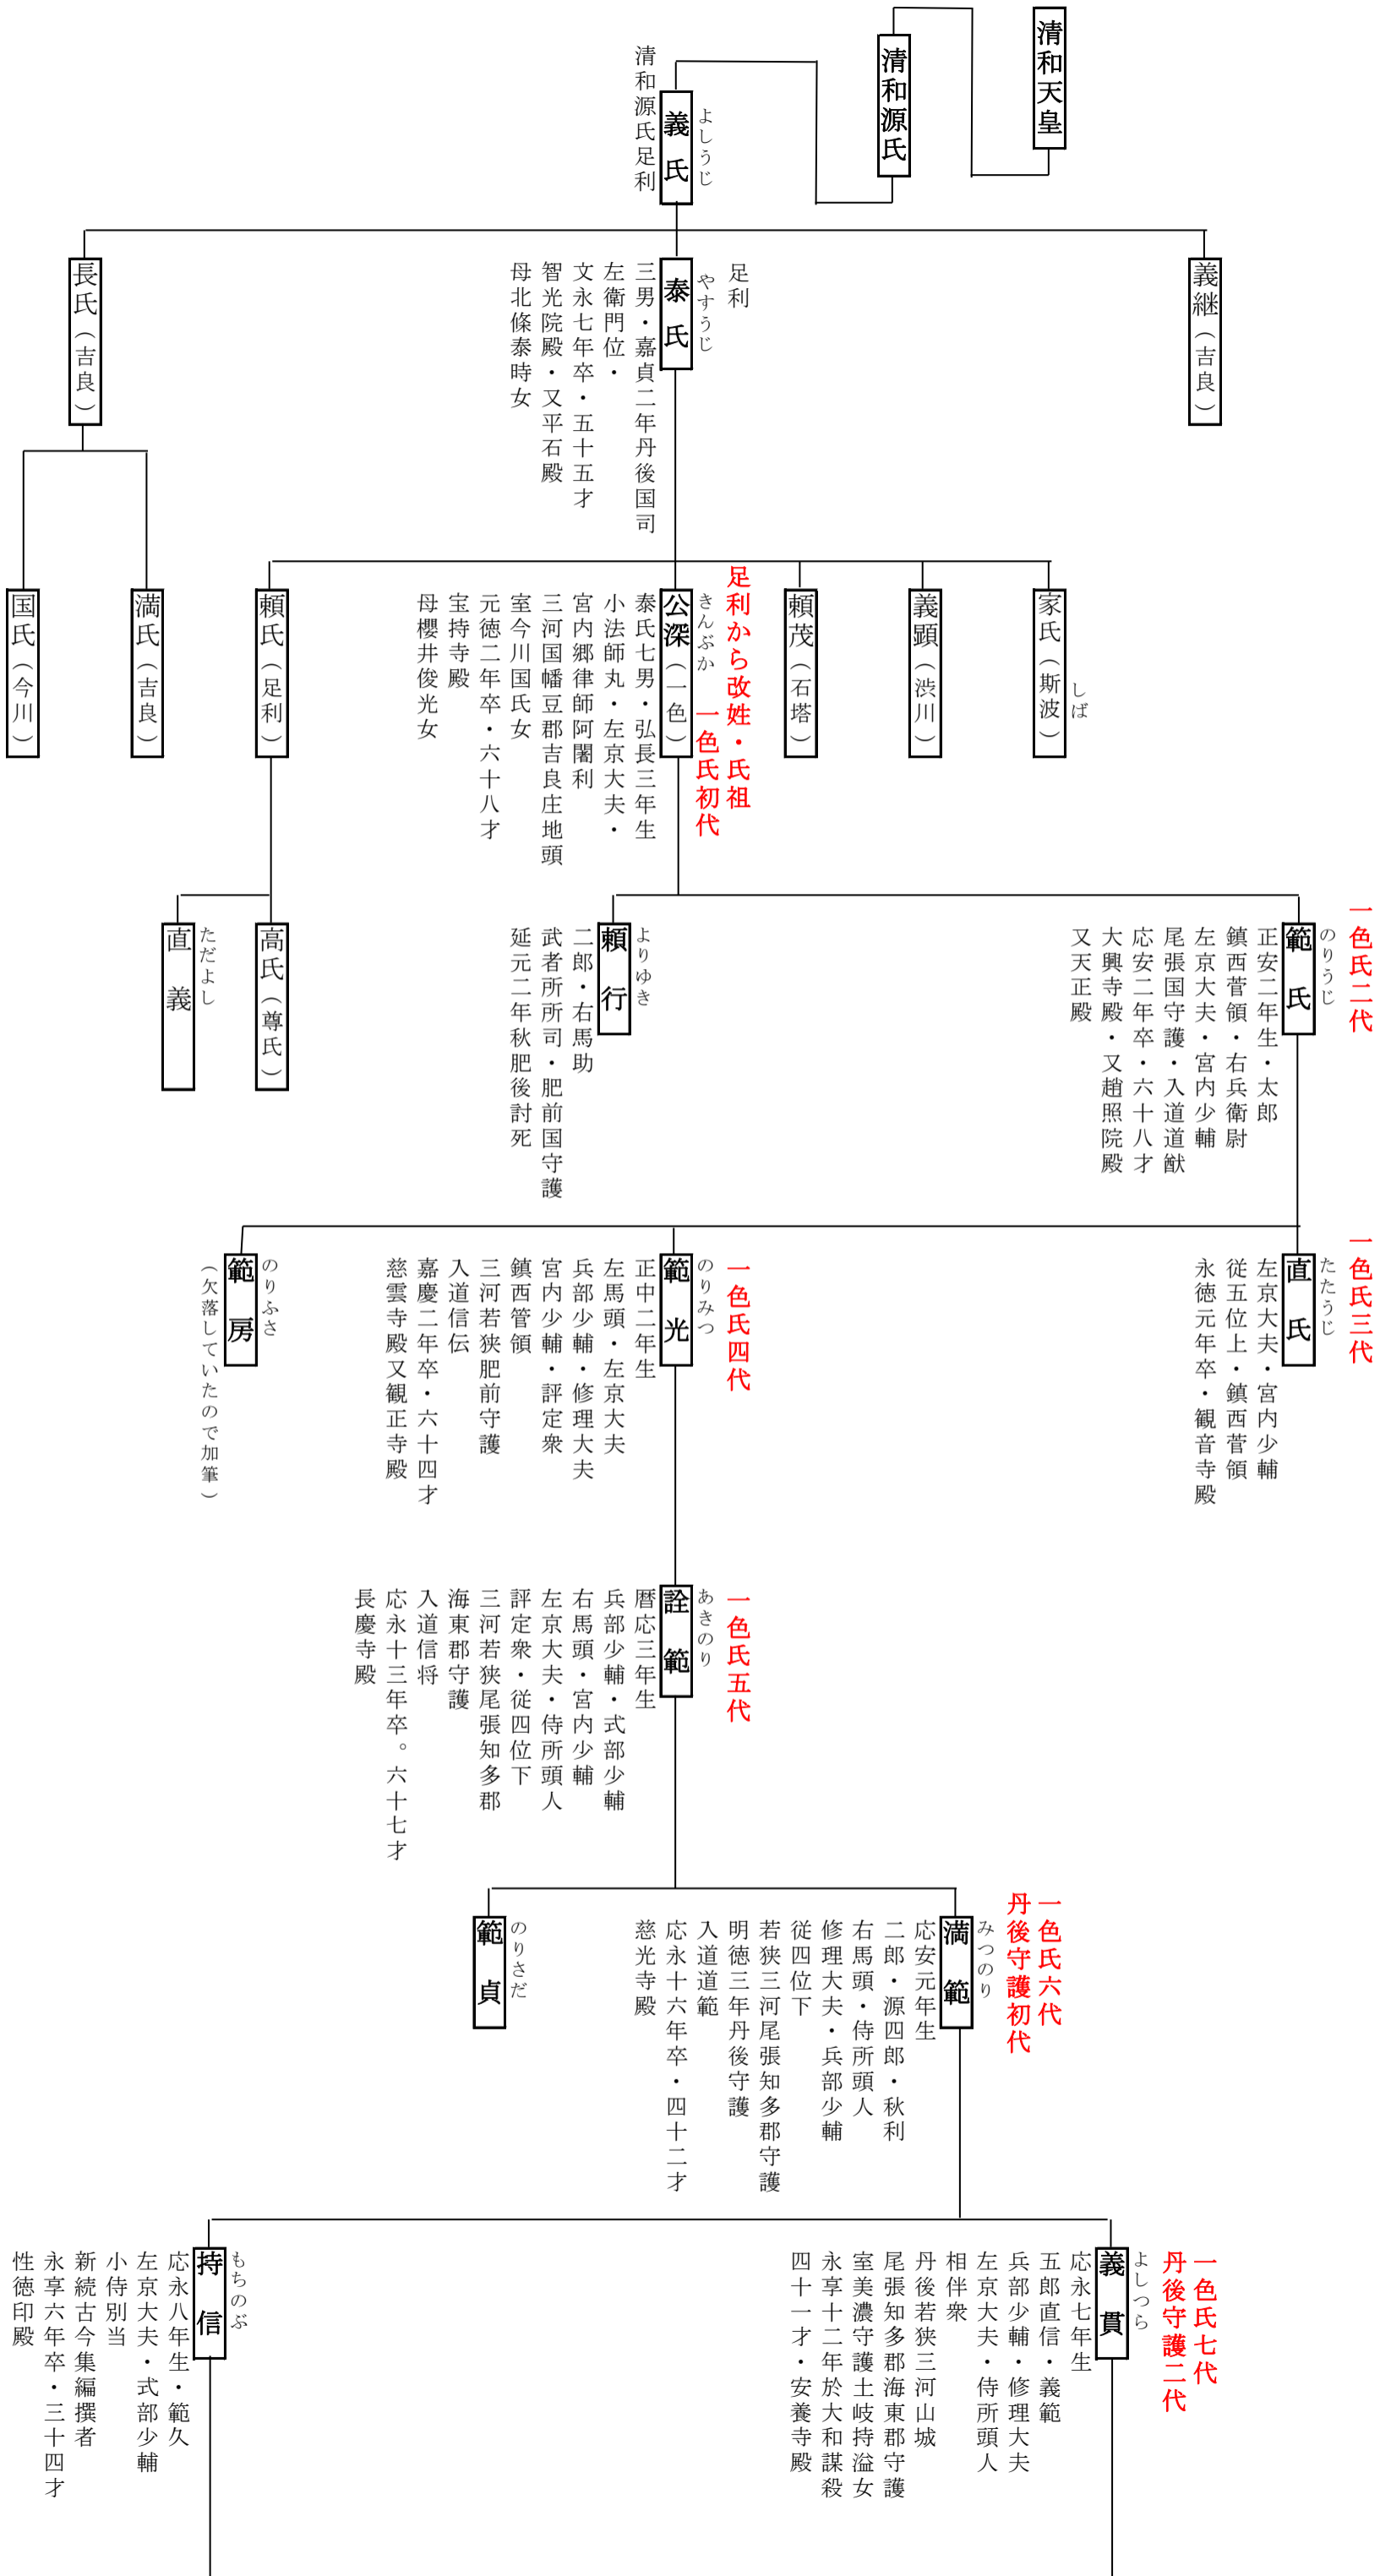 清和天皇
清和源氏
よしうじ
義氏
清和源氏足利
義継（吉良）
足利
やすうじ
泰氏
三男・嘉貞二年丹後国司
左衛門位・
文永七年卒・五十五才
智光院殿・又平石殿
母北條泰時女
長氏（吉良）
しば
家氏（斯波）
義顕（渋川）
頼茂（石塔）
足利から改姓・氏祖
一色氏初代
きんぶか
公深（一色）
泰氏七男・弘長三年生
小法師丸・左京大夫・
宮内郷律師阿闍利
三河国幡豆郡吉良庄地頭
室今川国氏女
元徳二年卒・六十八才
宝持寺殿
母櫻井俊光女
頼氏（足利）
満氏（吉良）
国氏（今川）
一色氏二代
のりうじ
範氏
正安二年生・太郎
鎮西菅領・右兵衛尉
左京大夫・宮内少輔
尾張国守護・入道道猷
応安二年卒・六十八才
大興寺殿・又趙照院殿
又天正殿
よりゆき
頼行
二郎・右馬助
武者所所司・肥前国守護
延元二年秋肥後討死
高氏（尊氏）
ただよし
直義
一色氏三代
たたうじ
直氏
左京大夫・宮内少輔
従五位上・鎮西菅領
永徳元年卒・観音寺殿
一色氏四代
のりみつ
範光
正中二年生
左馬頭・左京大夫
兵部少輔・修理大夫
宮内少輔・評定衆
鎮西管領
三河若狭肥前守護
入道信伝
嘉慶二年卒・六十四才
慈雲寺殿又観正寺殿
のりふさ
範房
（欠落していたので加筆）
一色氏五代
あきのり
詮範
暦応三年生
兵部少輔・式部少輔
右馬頭・宮内少輔
左京大夫・侍所頭人
評定衆・従四位下
三河若狭尾張知多郡
海東郡守護
入道信将
応永十三年卒。六十七才
長慶寺殿
一色氏六代
丹後守護初代
みつのり
満範
応安元年生
二郎・源四郎・秋利
右馬頭・侍所頭人
修理大夫・兵部少輔
従四位下
若狭三河尾張知多郡守護
明徳三年丹後守護
入道道範
応永十六年卒・四十二才
慈光寺殿
のりさだ
範貞
一色氏七代
丹後守護二代
よしつら
義貫
応永七年生
五郎直信・義範
兵部少輔・修理大夫
左京大夫・侍所頭人
相伴衆
丹後若狭三河山城
尾張知多郡海東郡守護
室美濃守護土岐持溢女
永享十二年於大和謀殺
四十一才・安養寺殿
もちのぶ
持信
応永八年生・範久
左京大夫・式部少輔
小侍別当
新続古今集編撰者
永享六年卒・三十四才
性徳印殿